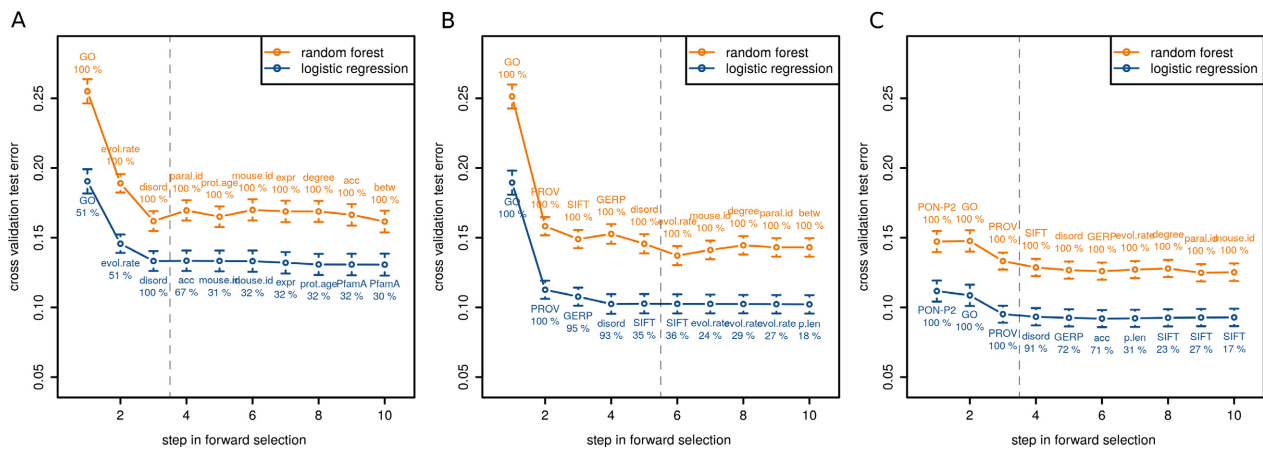 A
cross validation test error
0.25
0.20
0.15
0.10
0.05
random forest
logistic regression
GO
100 %
evol.rate
100 %
disord
100 %
paral.id
100 %
prot.age
100 %
mouse.id
100 %
expr
100 %
degree
100 %
acc
100 %
betw
100 %
GO
51 %
evol.rate
51 %
disord
100 %
acc
67 %
mouse.id
31 %
mouse.id
32 %
expr
32 %
prot.age
32 %
PfamA
32 %
PfamA
30 %
2
4
6
8
10
step in forward selection
B
cross validation test error
0.25
0.20
0.15
0.10
0.05
random forest
logistic regression
GO
100 %
PROV
100 %
SIFT
100 %
GERP
100 %
disord
100 %
evol.rate
100 %
mouse.id
100 %
degree
100 %
paral.id
100 %
betw
100 %
GO
100 %
PROV
100 %
GERP
95 %
disord
93 %
SIFT
35 %
SIFT
36 %
evol.rate
24 %
evol.rate
29 %
evol.rate
27 %
p.len
18 %
2
4
6
8
10
step in forward selection
C
cross validation test error
0.25
0.20
0.15
0.10
0.05
random forest
logistic regression
PON-P2
100 %
GO
100 %
PROV
100 %
SIFT
100 %
disord
100 %
GERP
100 %
evol.rate
100 %
degree
100 %
paral.id
100 %
mouse.id
100 %
PON-P2
100 %
GO
100 %
PROV
100 %
disord
91 %
GERP
72 %
acc
71 %
p.len
31 %
SIFT
23 %
SIFT
27 %
SIFT
17 %
2
4
6
8
10
step in forward selection